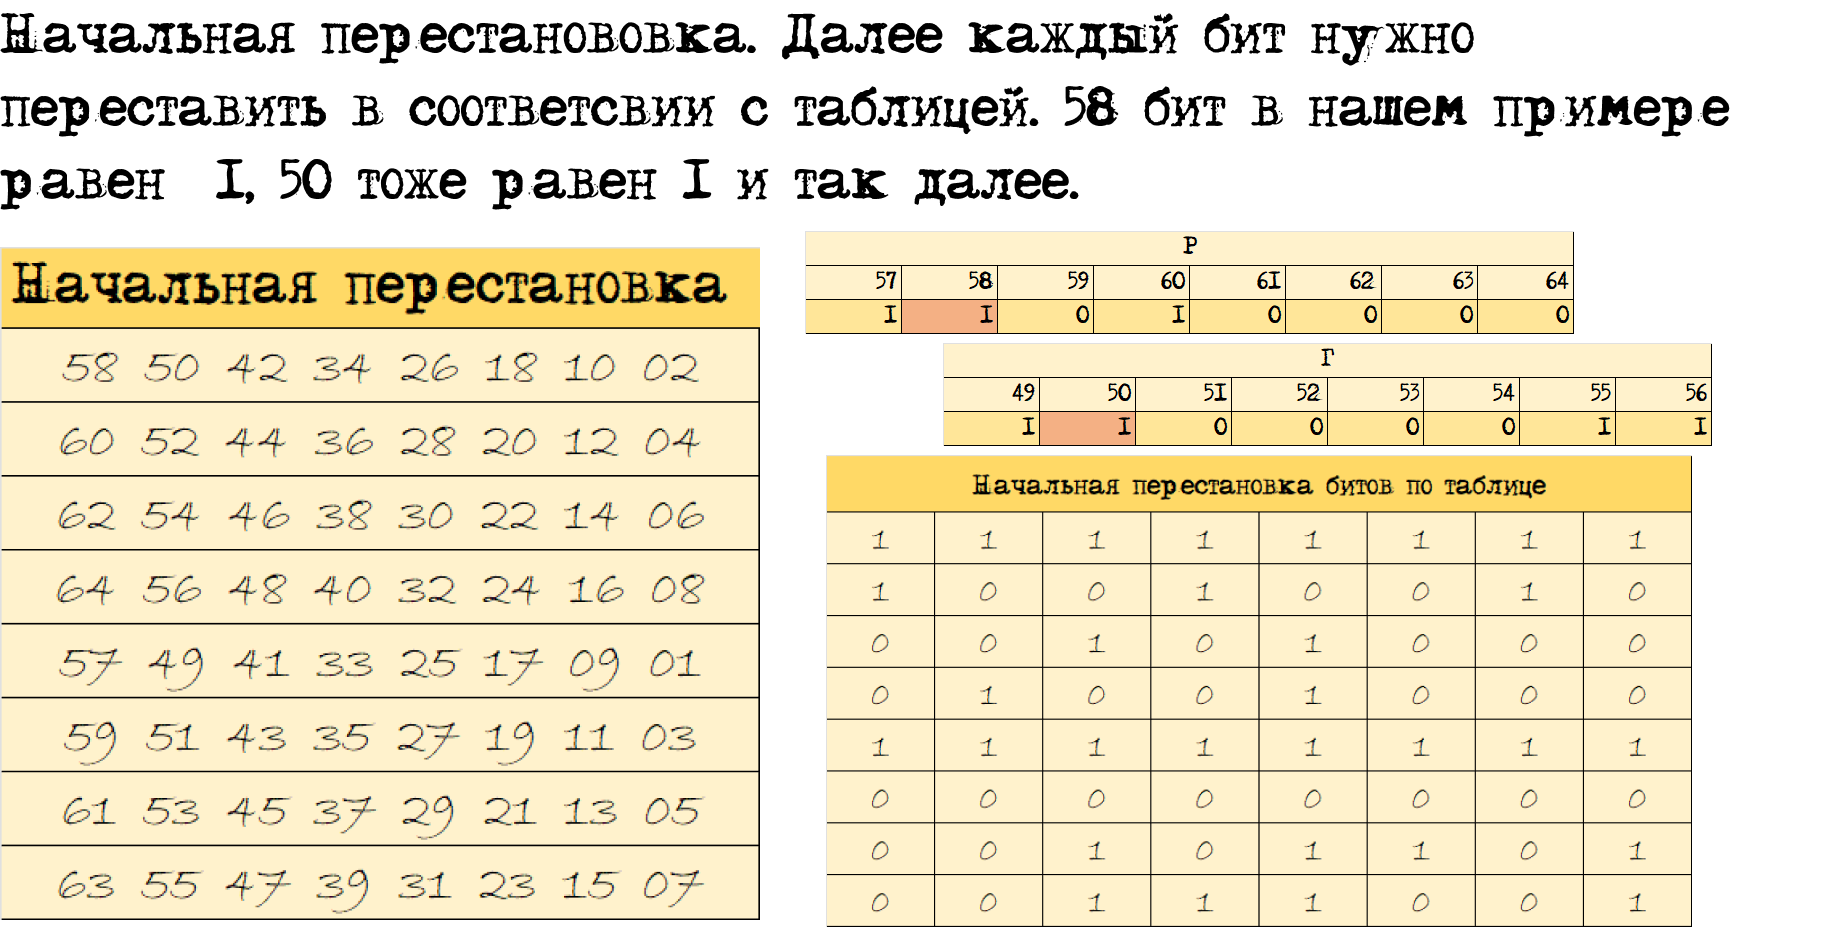 Начальная перестанововка. Далее каждый бит нужно
переставить в соответсвии с таблицей. 58 бит в нашем примере
равен I, 50 тоже равен I и так далее.
Начальная перестановка
58 50 42 34 26 18 10 02
60 52 44 36 28 20 12 04
62 54 46 38 30 22 14 06
64 56 48 40 32 24 16 08
57 49 41 33 25 17 09 01
59 51 43 35 27 19 11 03
61 53 45 37 29 21 13 05
63 55 47 39 31 23 15 07
Р
57 58 59 60 6I 62 63 64
I I 0 I 0 0 0 0
Г
49 50 5I 52 53 54 55 56
I I 0 0 0 0 I I
Начальная перестановка битов по таблице
1 1 1 1 1 1 1 1
1 0 0 1 0 0 1 0
0 0 1 0 1 0 0 0
0 1 0 0 1 0 0 0
1 1 1 1 1 1 1 1
0 0 0 0 0 0 0 0
0 0 1 0 1 1 0 1
0 0 1 1 1 0 0 1